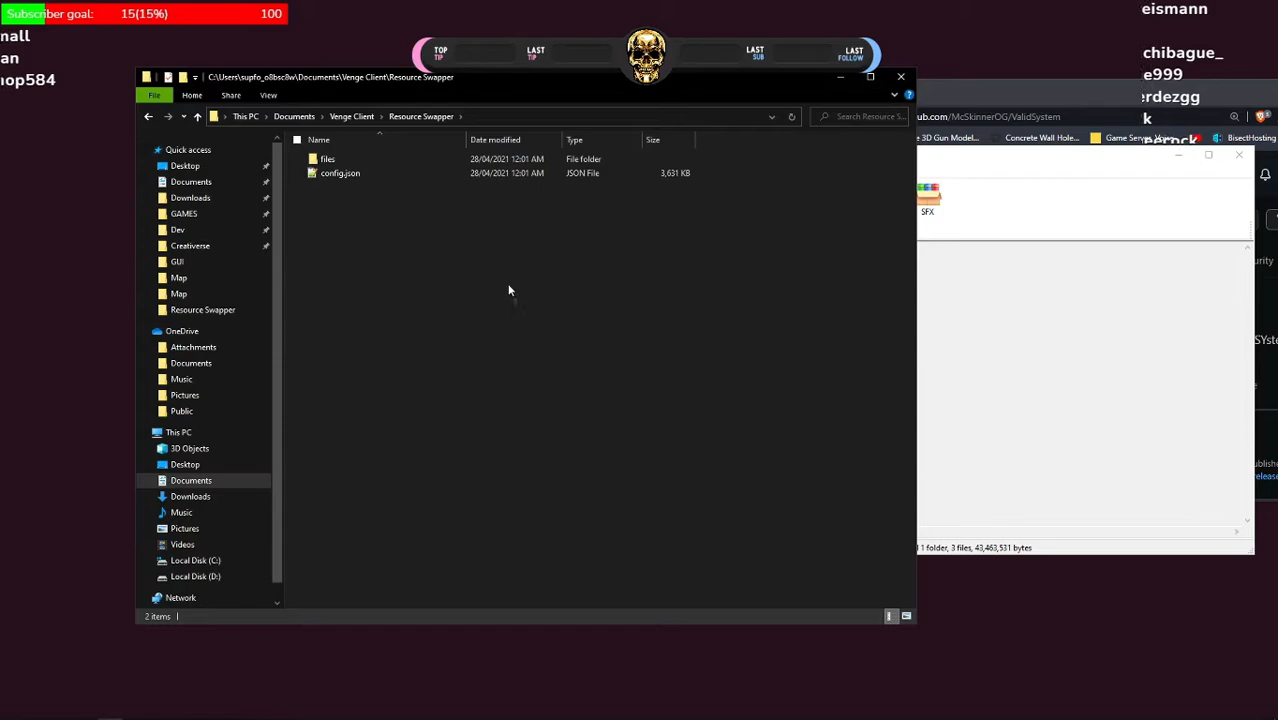 Subscriber goal: 15(15%) 100
eismann
nall
an
hop584
chibague_
e999
erdezgg
k
TOP TIP
LAST TIP
LAST SUB
LAST FOLLOW
C:\Users\supfo_o8bsc8w\Documents\Venge Client\Resource Swapper
File Home Share View
This PC Documents Venge Client Resource Swapper
Search Resource S...
Name Date modified Type Size
files 28/04/2021 12:01 AM File folder
config.json 28/04/2021 12:01 AM JSON File 3,631 KB
Quick access
Desktop
Documents
Downloads
GAMES
Dev
Creativerse
GUI
Map
Map
Resource Swapper
OneDrive
Attachments
Documents
Music
Pictures
Public
This PC
3D Objects
Desktop
Documents
Downloads
Music
Pictures
Videos
Local Disk (C:)
Local Disk (D:)
Network
2 items
ub.com/McSkinnerOG/ValidSystem
e 3D Gun Model...
Concrete Wall Hole...
Game Server,
BisectHosting
SFX
curity
SYste
ublishe
elease
1 folder, 3 files, 43,463,531 bytes